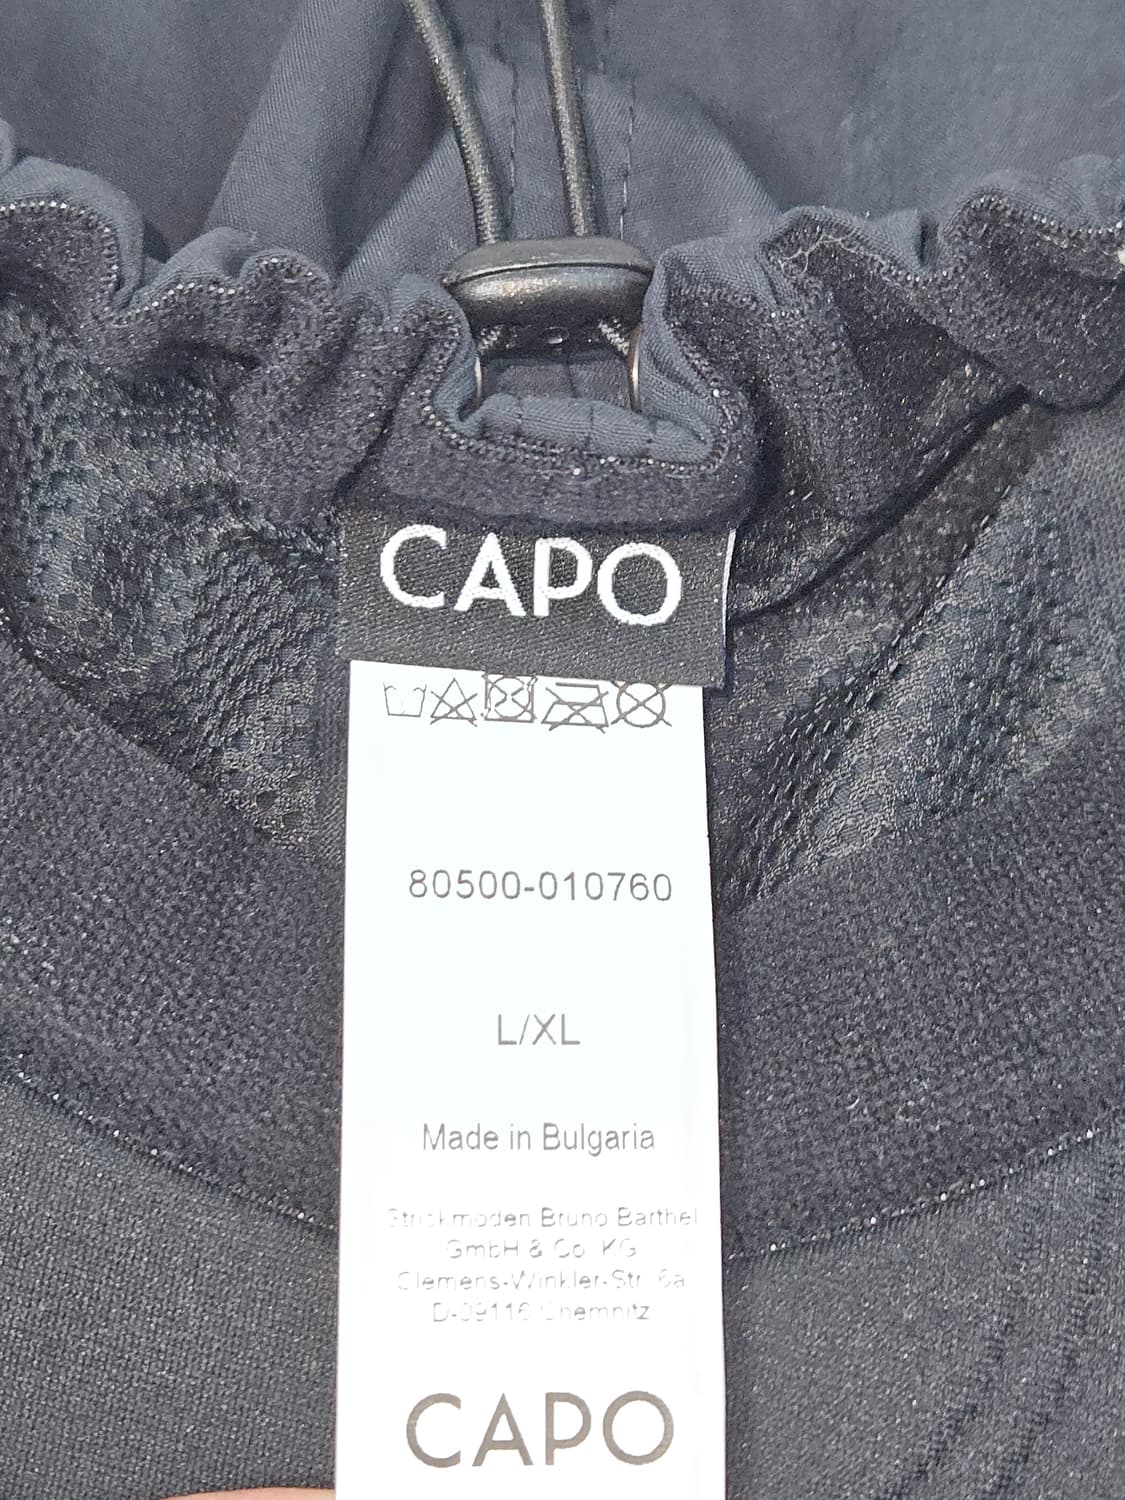 CAPO
80500-010760
L/XL
Made in Bulgaria
Strickmoden Bruno Barthel
GmbH & Co. KG
Clemens-Winkler-Str. 6a
D-09116 Chemnitz
CAPO